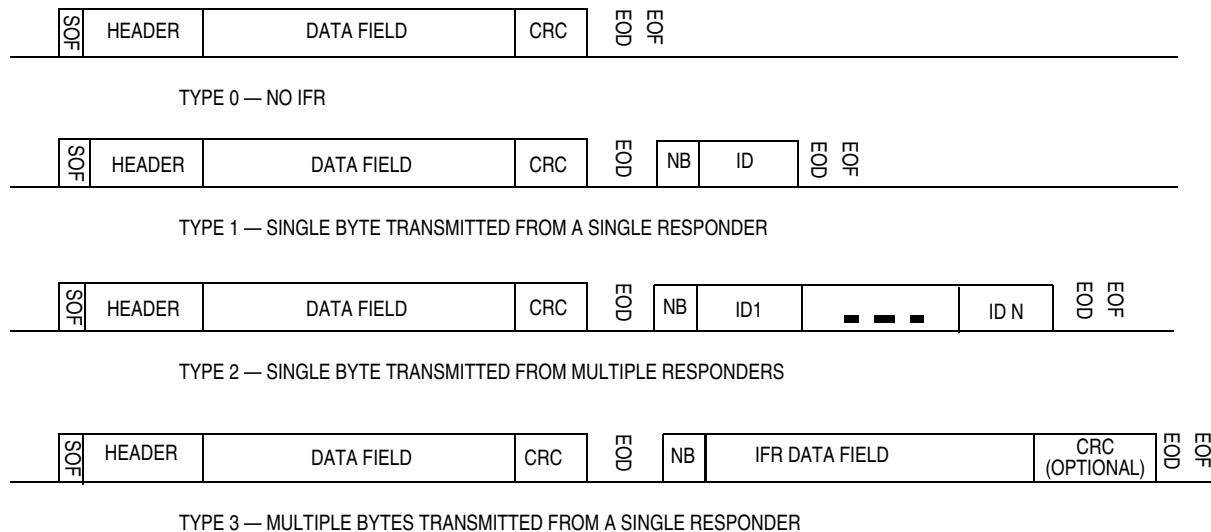 SOF HEADER DATA FIELD CRC EOD EOF
TYPE 0 — NO IFR
SOF HEADER DATA FIELD CRC EOD NB ID EOD EOF
TYPE 1 — SINGLE BYTE TRANSMITTED FROM A SINGLE RESPONDER
SOF HEADER DATA FIELD CRC EOD NB ID1 ID N EOD EOF
TYPE 2 — SINGLE BYTE TRANSMITTED FROM MULTIPLE RESPONDERS
SOF HEADER DATA FIELD CRC EOD NB IFR DATA FIELD CRC (OPTIONAL) EOD EOF
TYPE 3 — MULTIPLE BYTES TRANSMITTED FROM A SINGLE RESPONDER